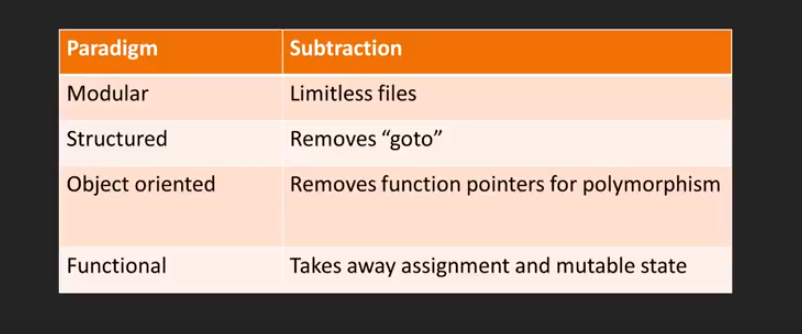 Paradigm Subtraction
Modular Limitless files
Structured Removes “goto”
Object oriented Removes function pointers for polymorphism
Functional Takes away assignment and mutable state